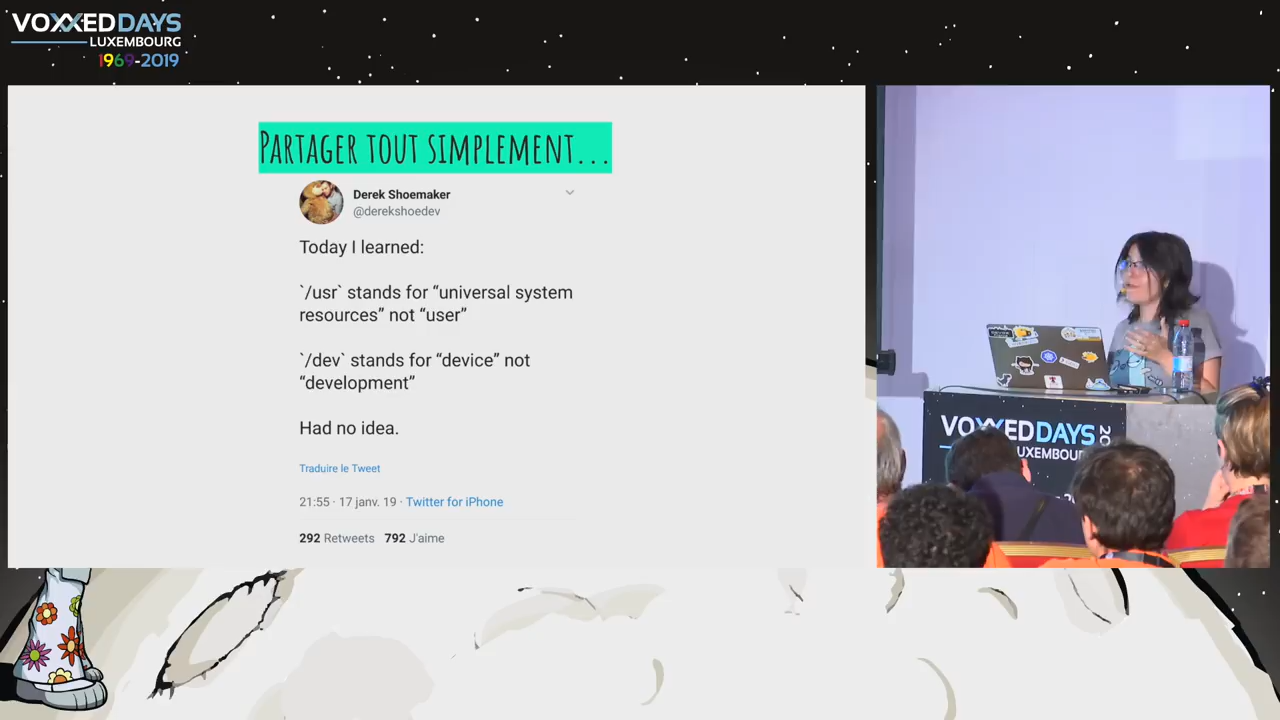 VOXXEDDAYS
LUXEMBOURG
1969-2019
PARTAGER TOUT SIMPLEMENT...
Derek Shoemaker
@derekshoedev
Today I learned:
`/usr` stands for “universal system
resources” not “user”
`/dev` stands for “device” not
“development”
Had no idea.
Traduire le Tweet
21:55 · 17 janv. 19 · Twitter for iPhone
292 Retweets 792 J'aime
VOXXEDDAYS 20
LUXEMBOU